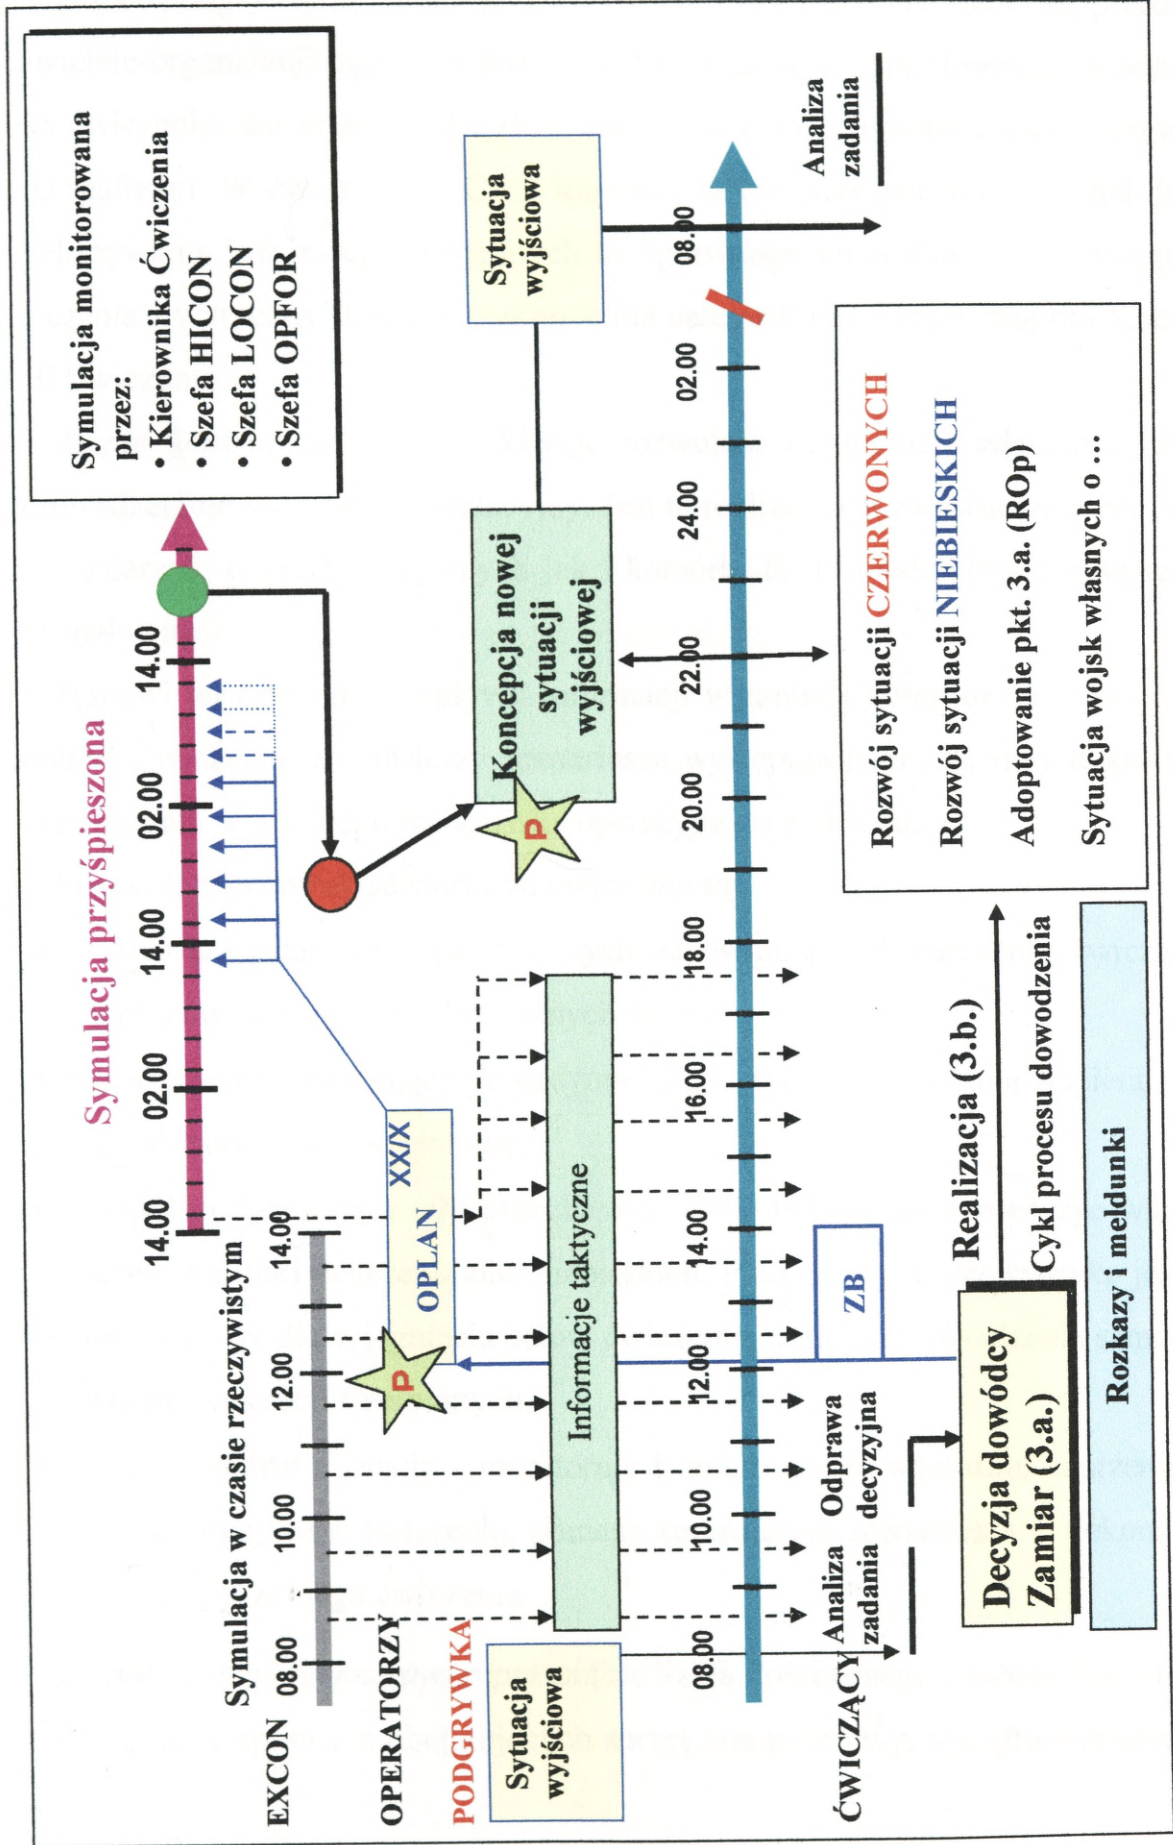 Symulacja monitorowana
przez:
• Kierownika Ćwiczenia
• Szefa HICON
• Szefa LOCON
• Szefa OPFOR
Symulacja przyśpieszona
14.00 02.00 14.00 02.00 14.00
Symulacja w czasie rzeczywistym
EXCON
08.00 10.00 12.00 14.00
OPERATORZY
PODGRYWKA
P
XX/X
OPLAN
Sytuacja
wyjściowa
Informacje taktyczne
P
Koncepcja nowej
sytuacji
wyjściowej
Sytuacja
wyjściowa
08.00 10.00 12.00 14.00 16.00 18.00 20.00 22.00 24.00 02.00 08.00
Analiza
zadania
ĆWICZĄCY
Analiza
zadania
Odprawa
decyzyjna
ZB
Decyzja dowódcy
Zamiar (3.a.)
Realizacja (3.b.)
Cykl procesu dowodzenia
Rozkazy i meldunki
Rozwój sytuacji CZERWONYCH
Rozwój sytuacji NIEBIESKICH
Adoptowanie pkt. 3.a. (ROp)
Sytuacja wojsk własnych o ...